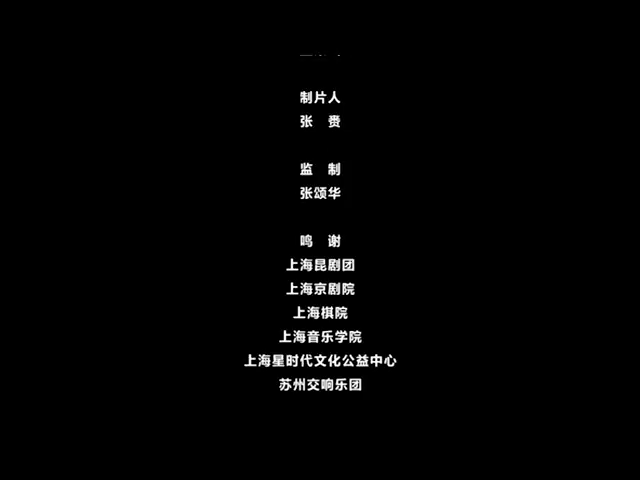 制片人
张 赉
监 制
张颂华
鸣 谢
上海昆剧团
上海京剧院
上海棋院
上海音乐学院
上海星时代文化公益中心
苏州交响乐团